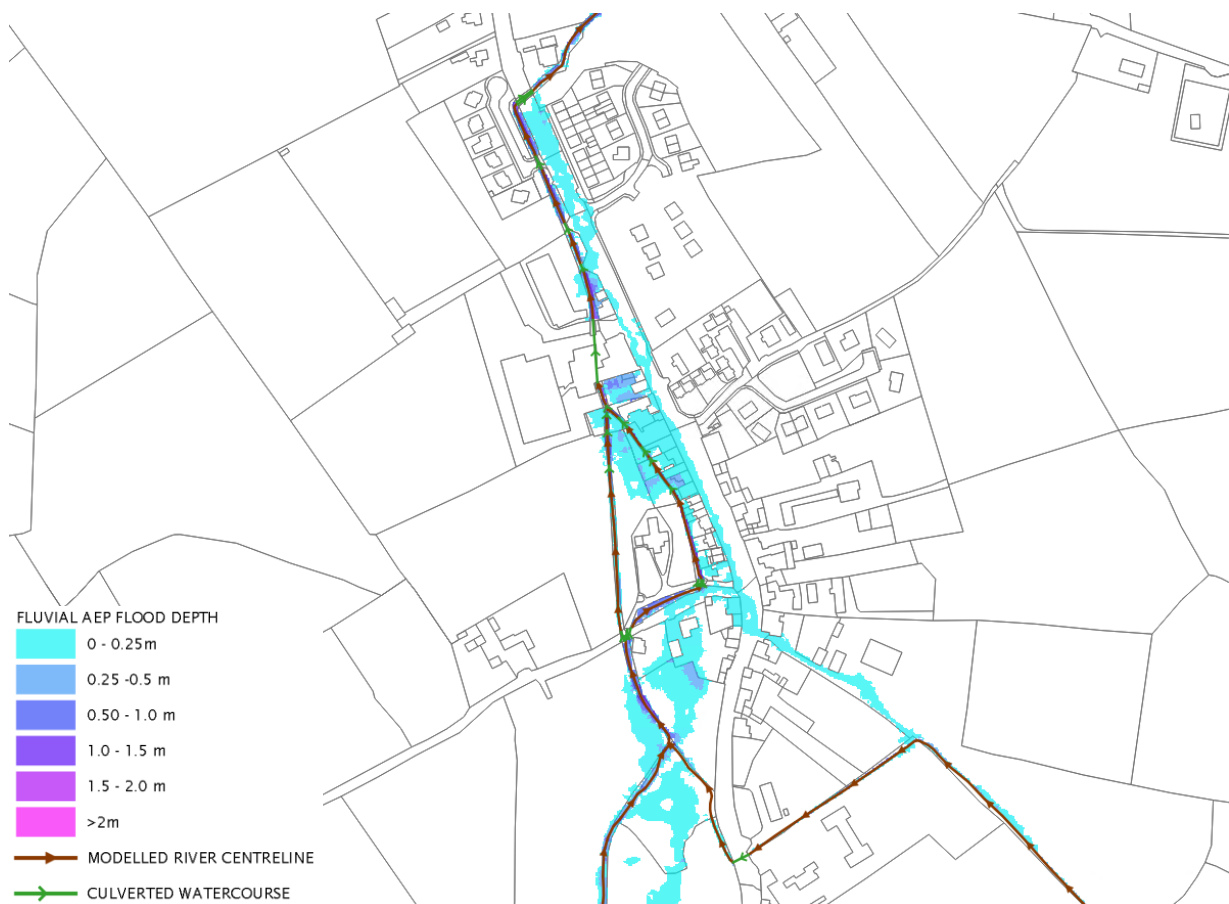 FLUVIAL AEP FLOOD DEPTH
0 - 0.25m
0.25 -0.5 m
0.50 - 1.0 m
1.0 - 1.5 m
1.5 - 2.0 m
>2m
MODELLED RIVER CENTRELINE
CULVERTED WATERCOURSE